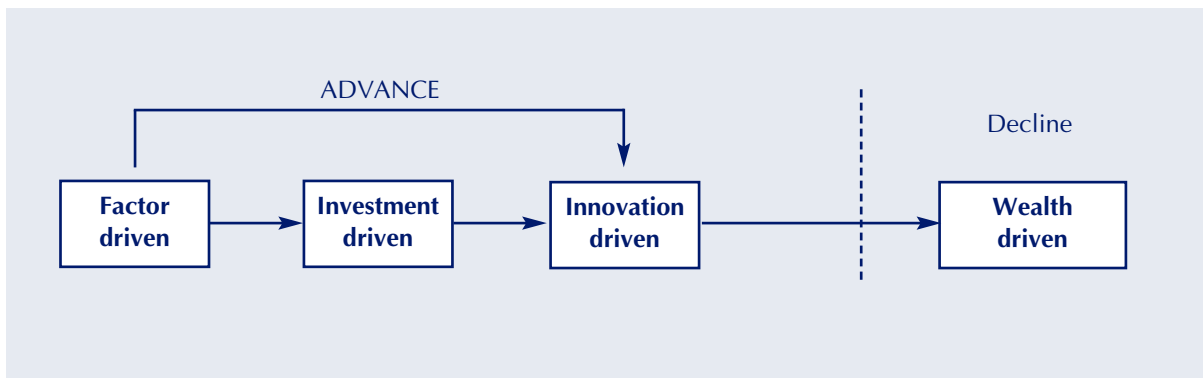 ADVANCE
Decline
Factor
driven
Investment
driven
Innovation
driven
Wealth
driven